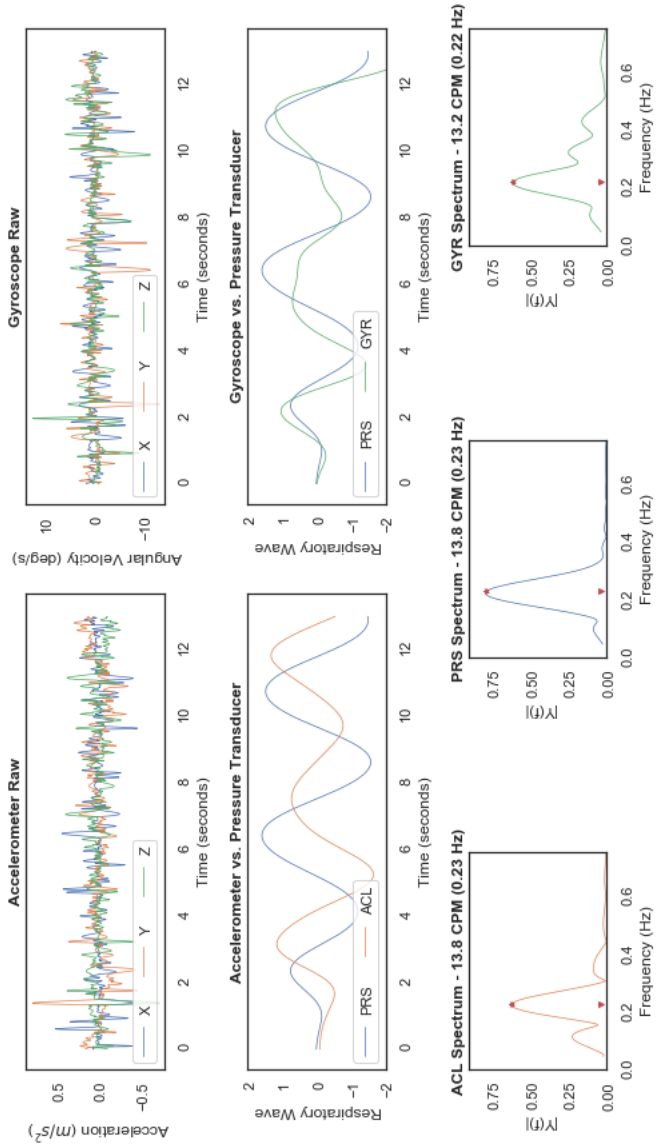 Accelerometer Raw
Acceleration (m/s²)
0.5
0.0
−0.5
X Y Z
0 2 4 6 8 10 12
Time (seconds)
Gyroscope Raw
Angular Velocity (deg/s)
10
0
−10
X Y Z
0 2 4 6 8 10 12
Time (seconds)
Accelerometer vs. Pressure Transducer
Respiratory Wave
2
1
0
−1
−2
PRS ACL
0 2 4 6 8 10 12
Time (seconds)
Gyroscope vs. Pressure Transducer
Respiratory Wave
2
1
0
−1
−2
PRS GYR
0 2 4 6 8 10 12
Time (seconds)
ACL Spectrum - 13.8 CPM (0.23 Hz)
|Y(f)|
0.75
0.50
0.25
0.00
0.0 0.2 0.4 0.6
Frequency (Hz)
PRS Spectrum - 13.8 CPM (0.23 Hz)
|Y(f)|
0.75
0.50
0.25
0.00
0.0 0.2 0.4 0.6
Frequency (Hz)
GYR Spectrum - 13.2 CPM (0.22 Hz)
|Y(f)|
0.75
0.50
0.25
0.00
0.0 0.2 0.4 0.6
Frequency (Hz)